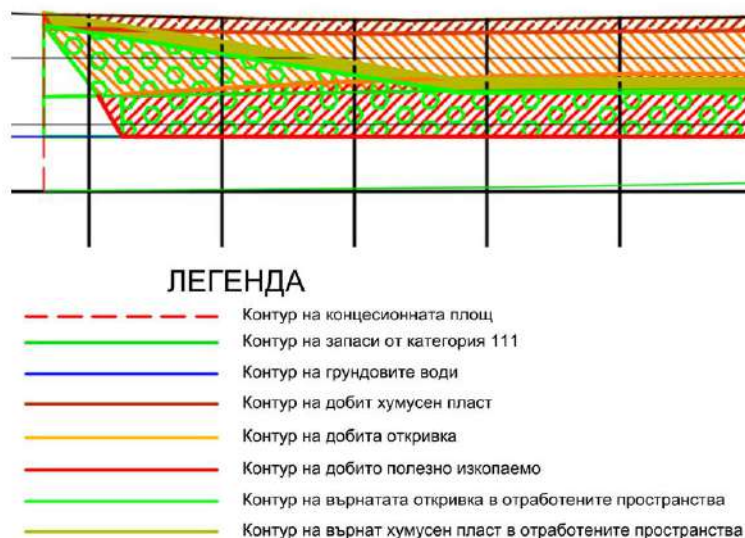 ЛЕГЕНДА
Контур на концесионната площ
Контур на запаси от категория 111
Контур на грундовите води
Контур на добит хумусен пласт
Контур на добита откривка
Контур на добито полезно изкопаемо
Контур на върнатата откривка в отработените пространства
Контур на върнат хумусен пласт в отработените пространства